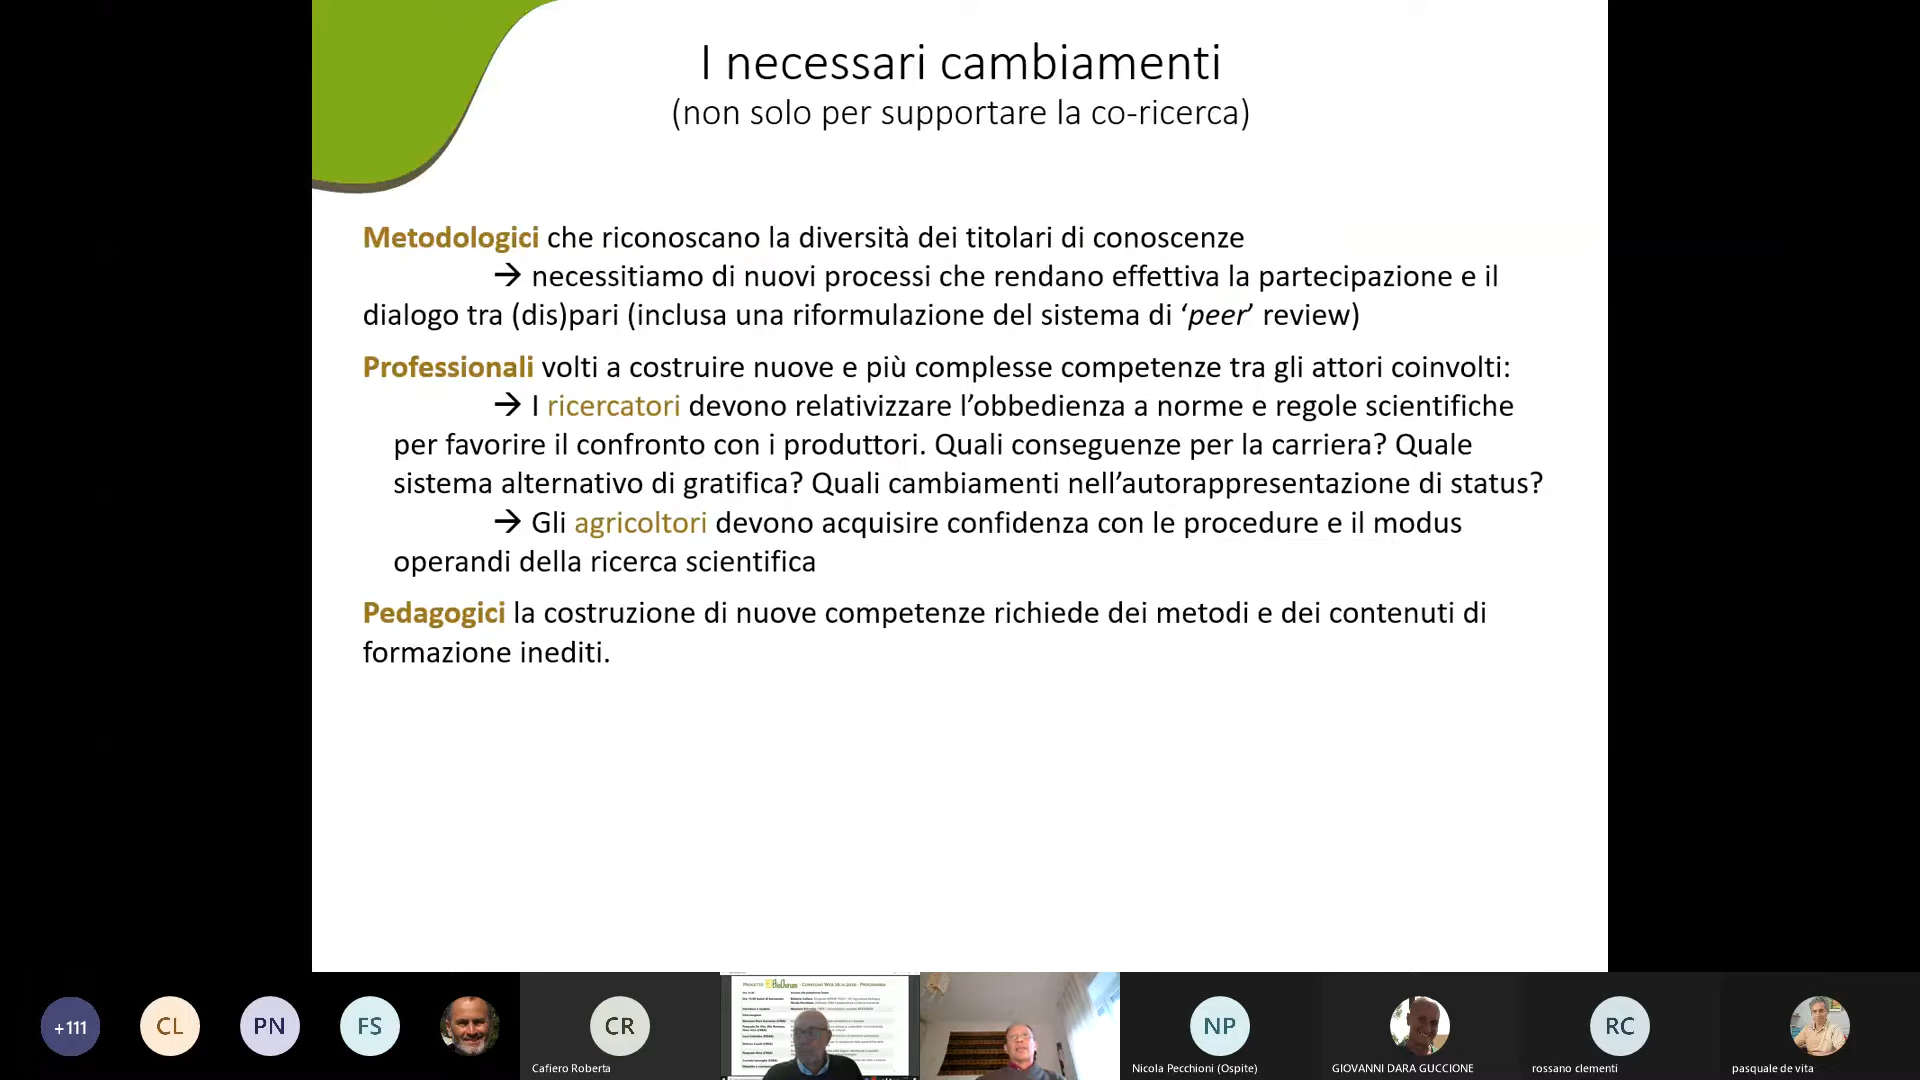 I necessari cambiamenti
(non solo per supportare la co-ricerca)
Metodologici che riconoscano la diversità dei titolari di conoscenze
→ necessitiamo di nuovi processi che rendano effettiva la partecipazione e il
dialogo tra (dis)pari (inclusa una riformulazione del sistema di ‘peer’ review)
Professionali volti a costruire nuove e più complesse competenze tra gli attori coinvolti:
→ I ricercatori devono relativizzare l’obbedienza a norme e regole scientifiche
per favorire il confronto con i produttori. Quali conseguenze per la carriera? Quale
sistema alternativo di gratifica? Quali cambiamenti nell’autorappresentazione di status?
→ Gli agricoltori devono acquisire confidenza con le procedure e il modus
operandi della ricerca scientifica
Pedagogici la costruzione di nuove competenze richiede dei metodi e dei contenuti di
formazione inediti.
+111
CL
PN
FS
CR
NP
RC
Cafiero Roberta
Nicola Pecchioni (Ospite)
GIOVANNI DARA GUCCIONE
rossano clementi
pasquale de vita